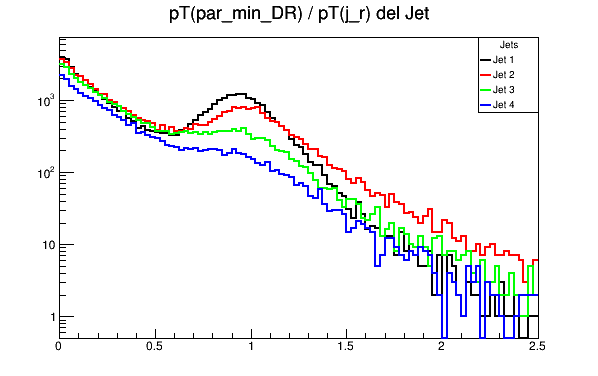 pT(par_min_DR) / pT(j_r) del Jet
Jets
Jet 1
Jet 2
Jet 3
Jet 4
10³
10²
10
1
0 0.5 1 1.5 2 2.5